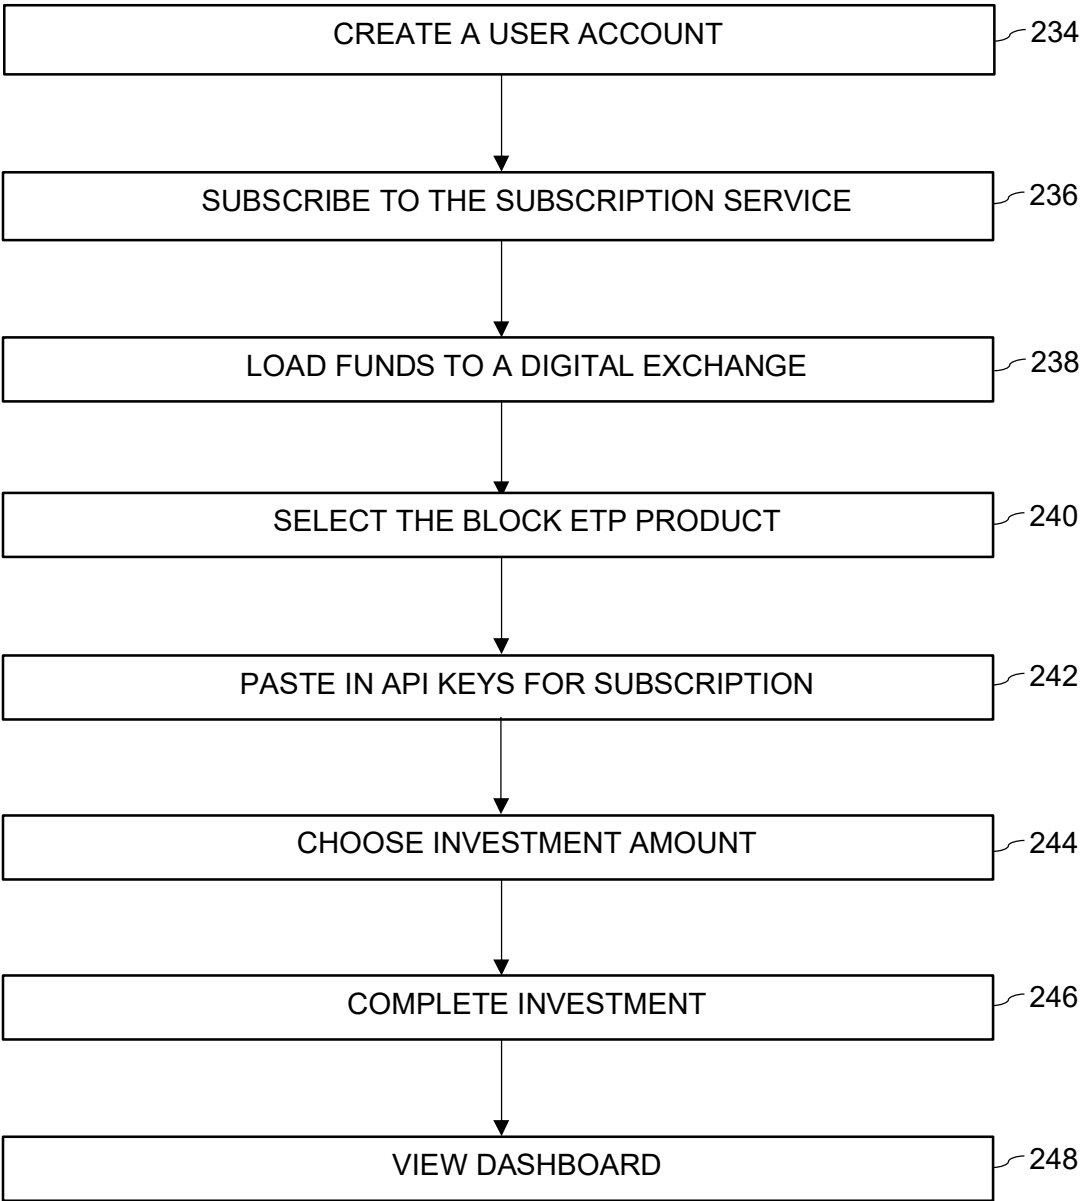 CREATE A USER ACCOUNT 234
SUBSCRIBE TO THE SUBSCRIPTION SERVICE 236
LOAD FUNDS TO A DIGITAL EXCHANGE 238
SELECT THE BLOCK ETP PRODUCT 240
PASTE IN API KEYS FOR SUBSCRIPTION 242
CHOOSE INVESTMENT AMOUNT 244
COMPLETE INVESTMENT 246
VIEW DASHBOARD 248